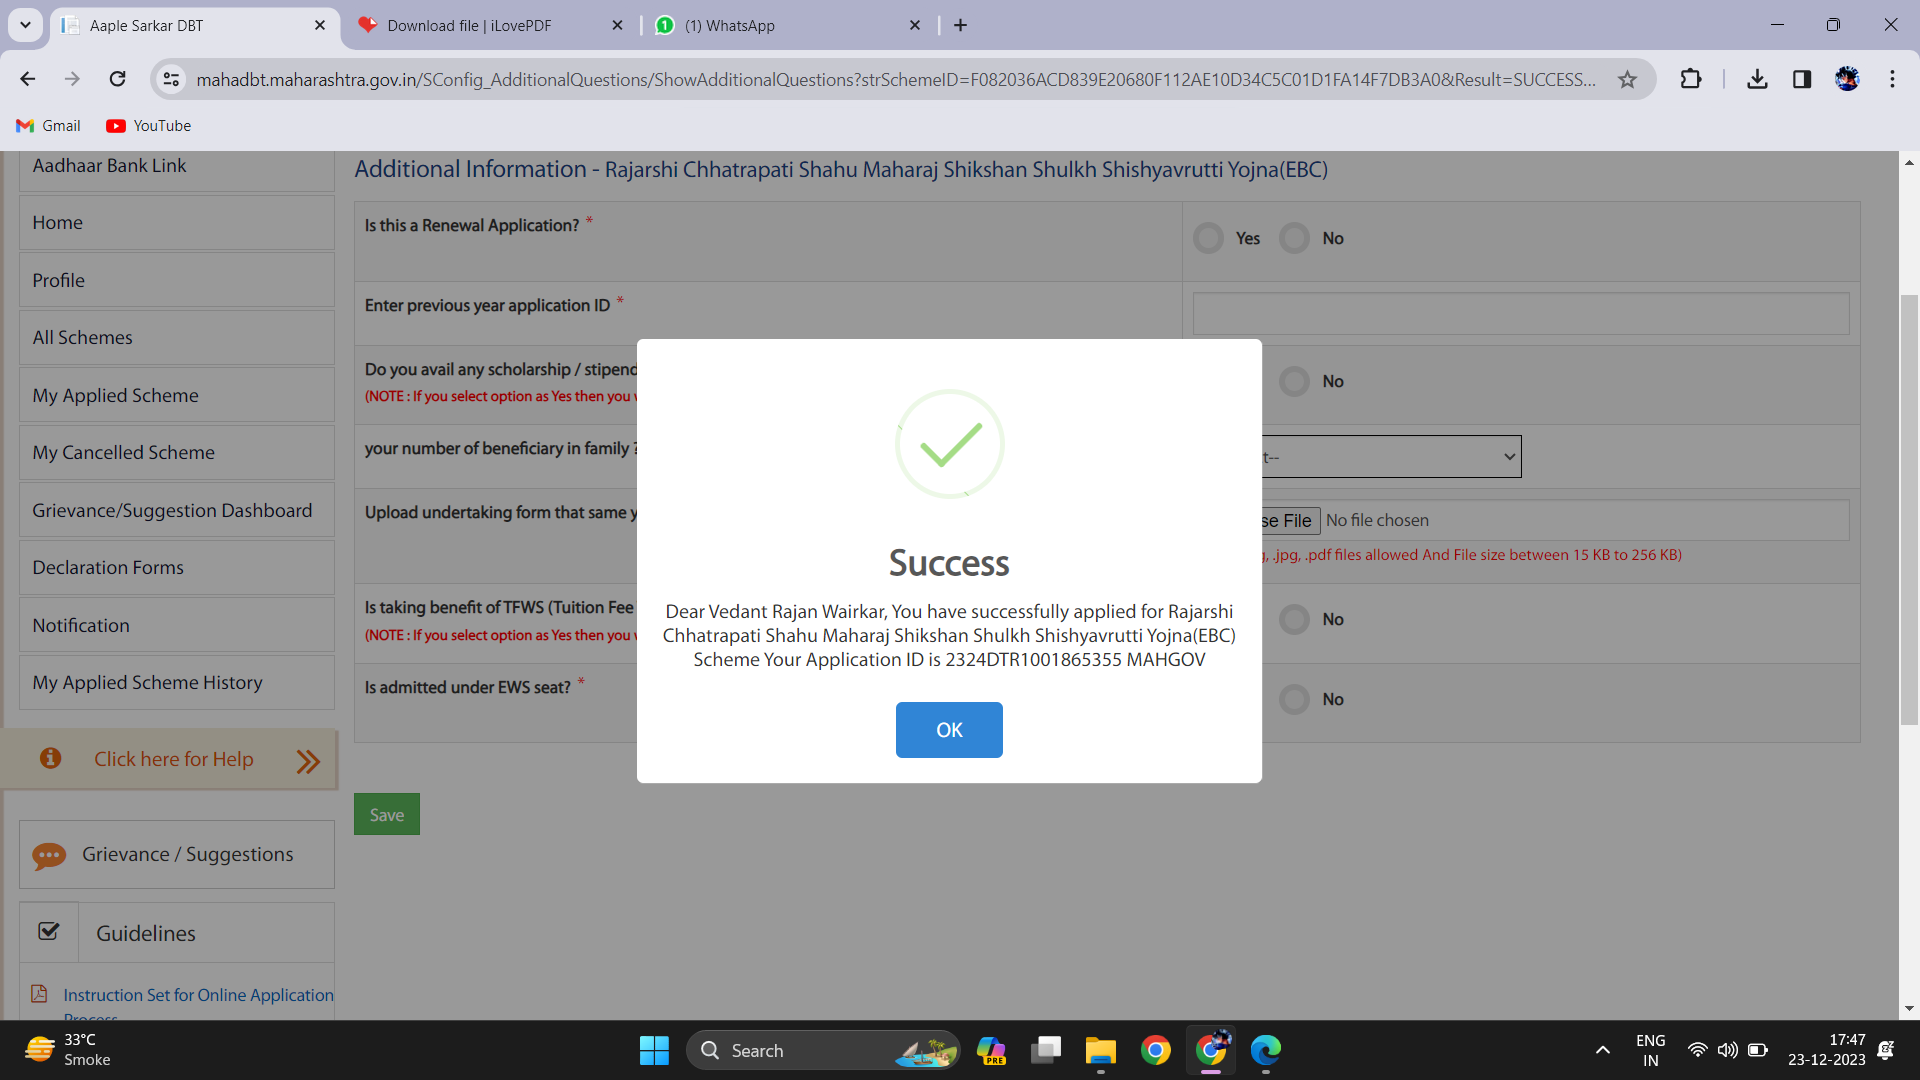 Aaple Sarkar DBT
Download file | iLovePDF
(1) WhatsApp
mahadbt.maharashtra.gov.in/SConfig_AdditionalQuestions/ShowAdditionalQuestions?strSchemeID=F082036ACD839E20680F112AE10D34C5C01D1FA14F7DB3A0&Result=SUCCESS...
Gmail
YouTube
Aadhaar Bank Link
Home
Profile
All Schemes
My Applied Scheme
My Cancelled Scheme
Grievance/Suggestion Dashboard
Declaration Forms
Notification
My Applied Scheme History
Click here for Help
Grievance / Suggestions
Guidelines
Instruction Set for Online Application
Process
Additional Information - Rajarshi Chhatrapati Shahu Maharaj Shikshan Shulkh Shishyavrutti Yojna(EBC)
Is this a Renewal Application? *
Yes No
Enter previous year application ID *
Do you avail any scholarship / stipend
(NOTE : If you select option as Yes then you
No
your number of beneficiary in family ?
t--
Upload undertaking form that same y
se File No file chosen
, .jpg, .pdf files allowed And File size between 15 KB to 256 KB)
Is taking benefit of TFWS (Tuition Fee
(NOTE : If you select option as Yes then you
No
Is admitted under EWS seat? *
No
Save
Success
Dear Vedant Rajan Wairkar, You have successfully applied for Rajarshi
Chhatrapati Shahu Maharaj Shikshan Shulkh Shishyavrutti Yojna(EBC)
Scheme Your Application ID is 2324DTR1001865355 MAHGOV
OK
33°C
Smoke
Search
PRE
ENG
IN
17:47
23-12-2023